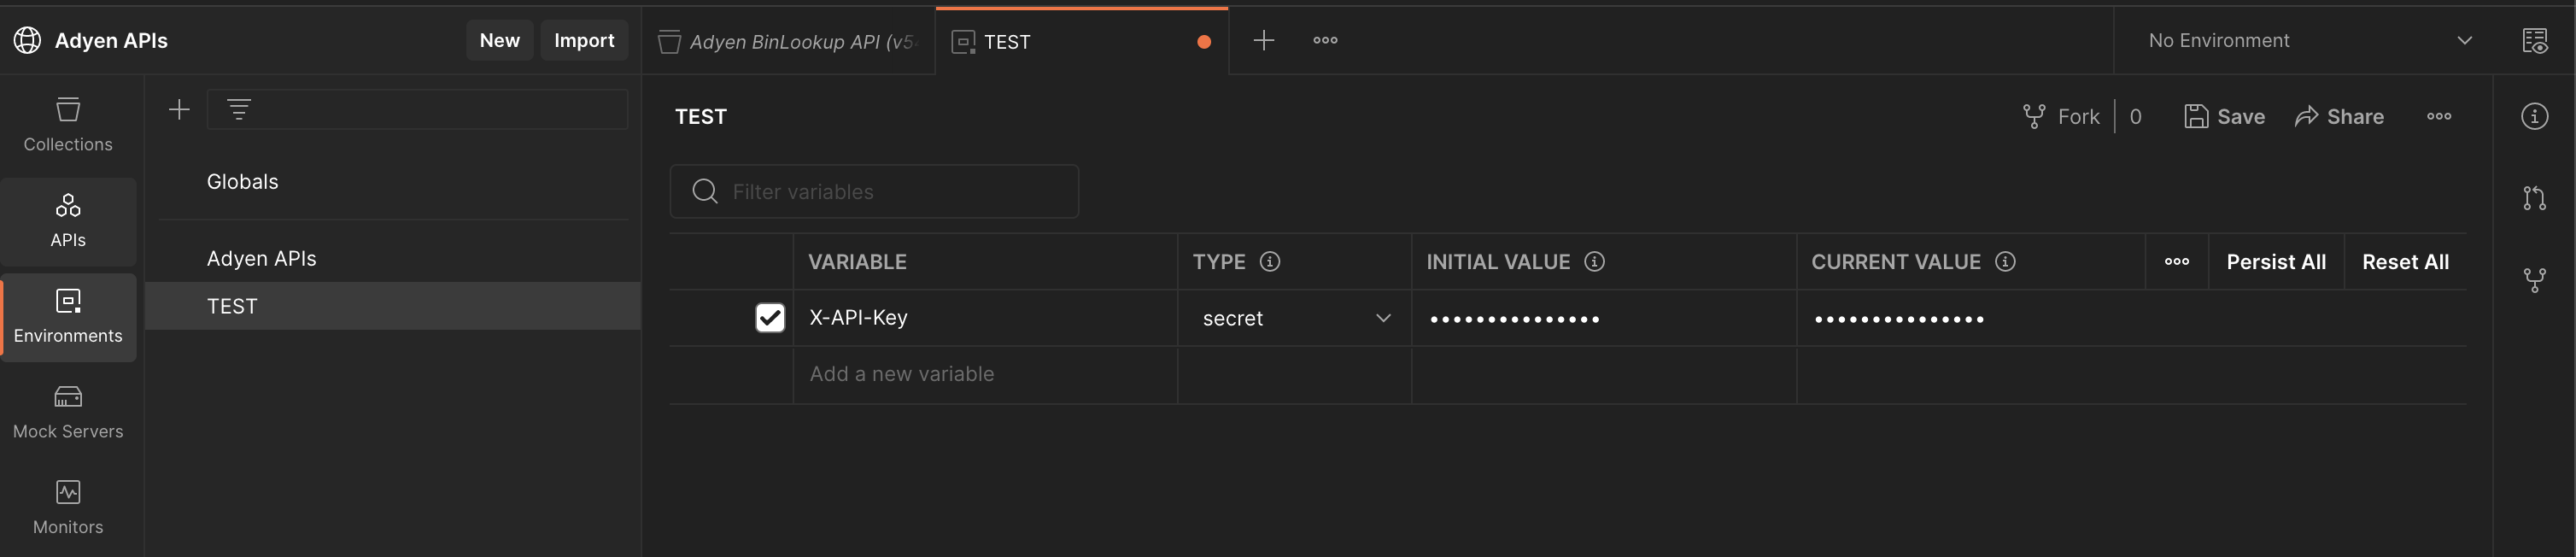 Adyen APIs
New
Import
Adyen BinLookup API (v5
TEST
No Environment
Collections
APIs
Environments
Mock Servers
Monitors
Globals
Adyen APIs
TEST
TEST
Fork
0
Save
Share
Filter variables
VARIABLE
TYPE
INITIAL VALUE
CURRENT VALUE
Persist All
Reset All
X-API-Key
secret
•••••••••••••••
•••••••••••••••
Add a new variable